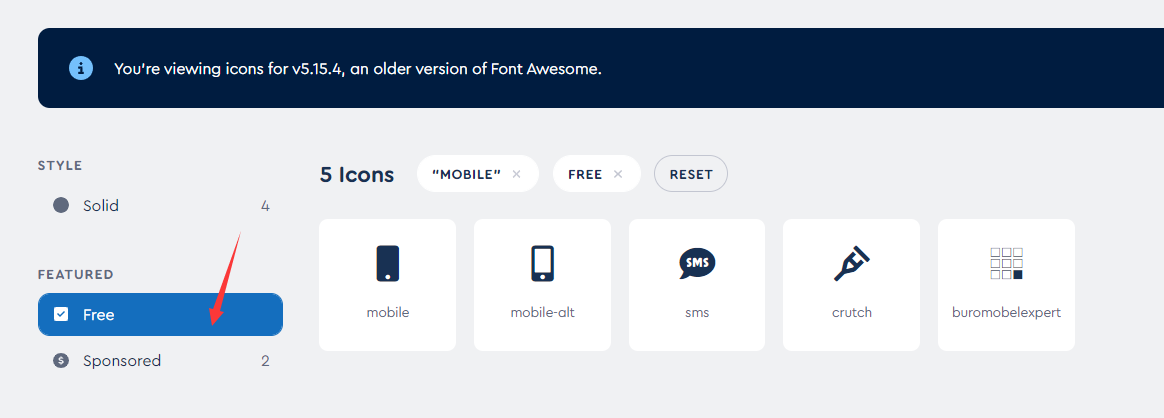 You're viewing icons for v5.15.4, an older version of Font Awesome.
STYLE
Solid 4
FEATURED
Free
Sponsored 2
5 Icons "MOBILE" × FREE × RESET
SMS
mobile mobile-alt sms crutch buromobelexpert